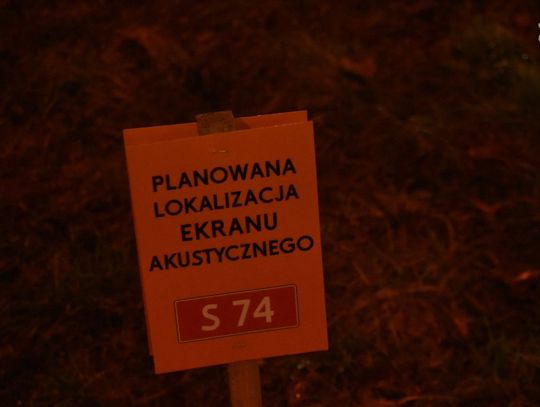 PLANOWANA
LOKALIZACJA
EKRANU
AKUSTYCZNEGO
S 74